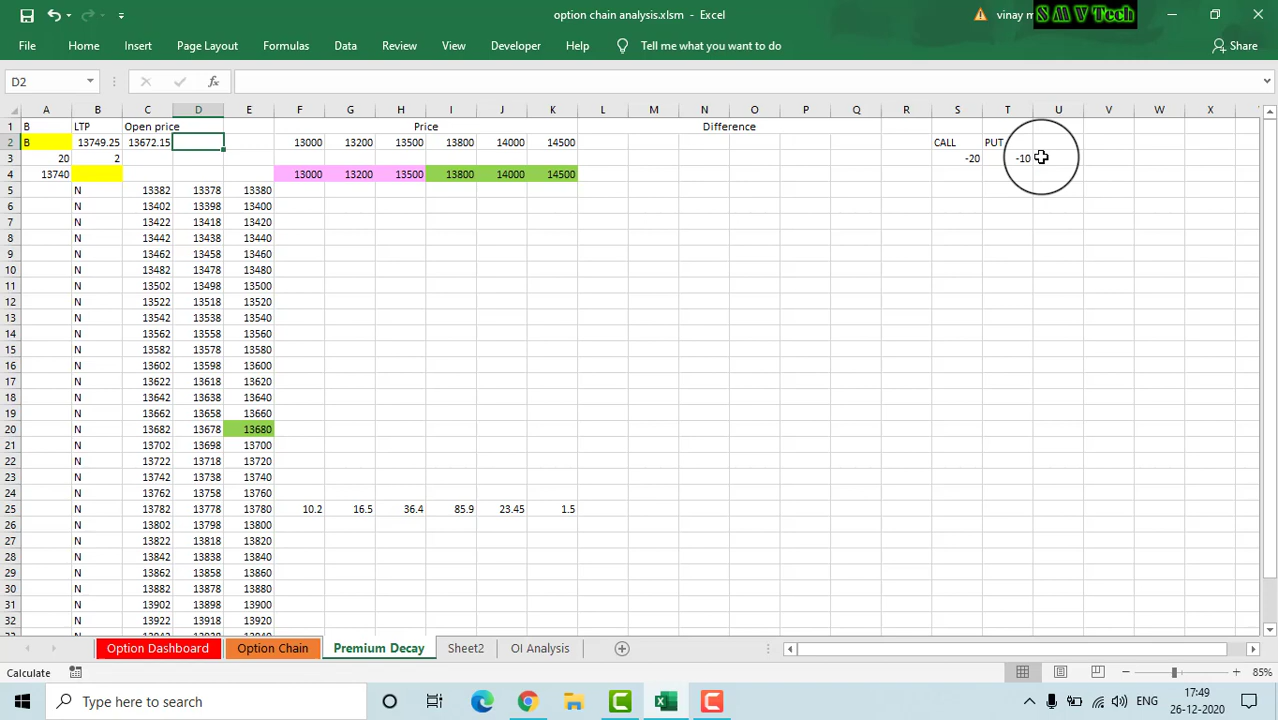 option chain analysis.xlsm - Excel
vinay m
S M V Tech
File Home Insert Page Layout Formulas Data Review View Developer Help Tell me what you want to do Share
D2 fx
A B C D E F G H I J K L M N O P Q R S T U V W X
1 B LTP Open price Price Difference
2 B 13749.25 13672.15 13000 13200 13500 13800 14000 14500 CALL PUT
3 20 2 -20 -10
4 13740 13000 13200 13500 13800 14000 14500
5 N 13382 13378 13380
6 N 13402 13398 13400
7 N 13422 13418 13420
8 N 13442 13438 13440
9 N 13462 13458 13460
10 N 13482 13478 13480
11 N 13502 13498 13500
12 N 13522 13518 13520
13 N 13542 13538 13540
14 N 13562 13558 13560
15 N 13582 13578 13580
16 N 13602 13598 13600
17 N 13622 13618 13620
18 N 13642 13638 13640
19 N 13662 13658 13660
20 N 13682 13678 13680
21 N 13702 13698 13700
22 N 13722 13718 13720
23 N 13742 13738 13740
24 N 13762 13758 13760
25 N 13782 13778 13780 10.2 16.5 36.4 85.9 23.45 1.5
26 N 13802 13798 13800
27 N 13822 13818 13820
28 N 13842 13838 13840
29 N 13862 13858 13860
30 N 13882 13878 13880
31 N 13902 13898 13900
32 N 13922 13918 13920
Option Dashboard Option Chain Premium Decay Sheet2 OI Analysis
Calculate 85%
Type here to search
ENG
17:49
26-12-2020